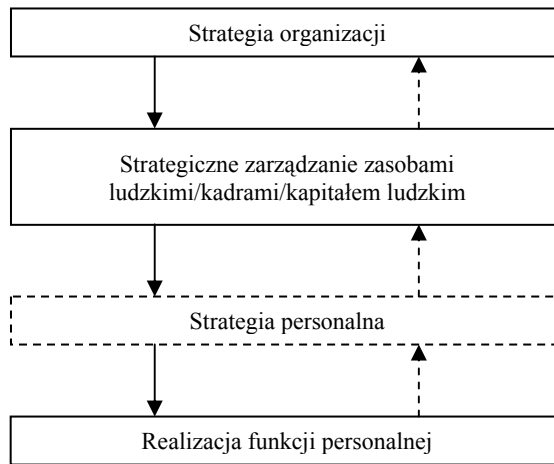 Strategia organizacji
Strategiczne zarządzanie zasobami
ludzkimi/kadrami/kapitałem ludzkim
Strategia personalna
Realizacja funkcji personalnej